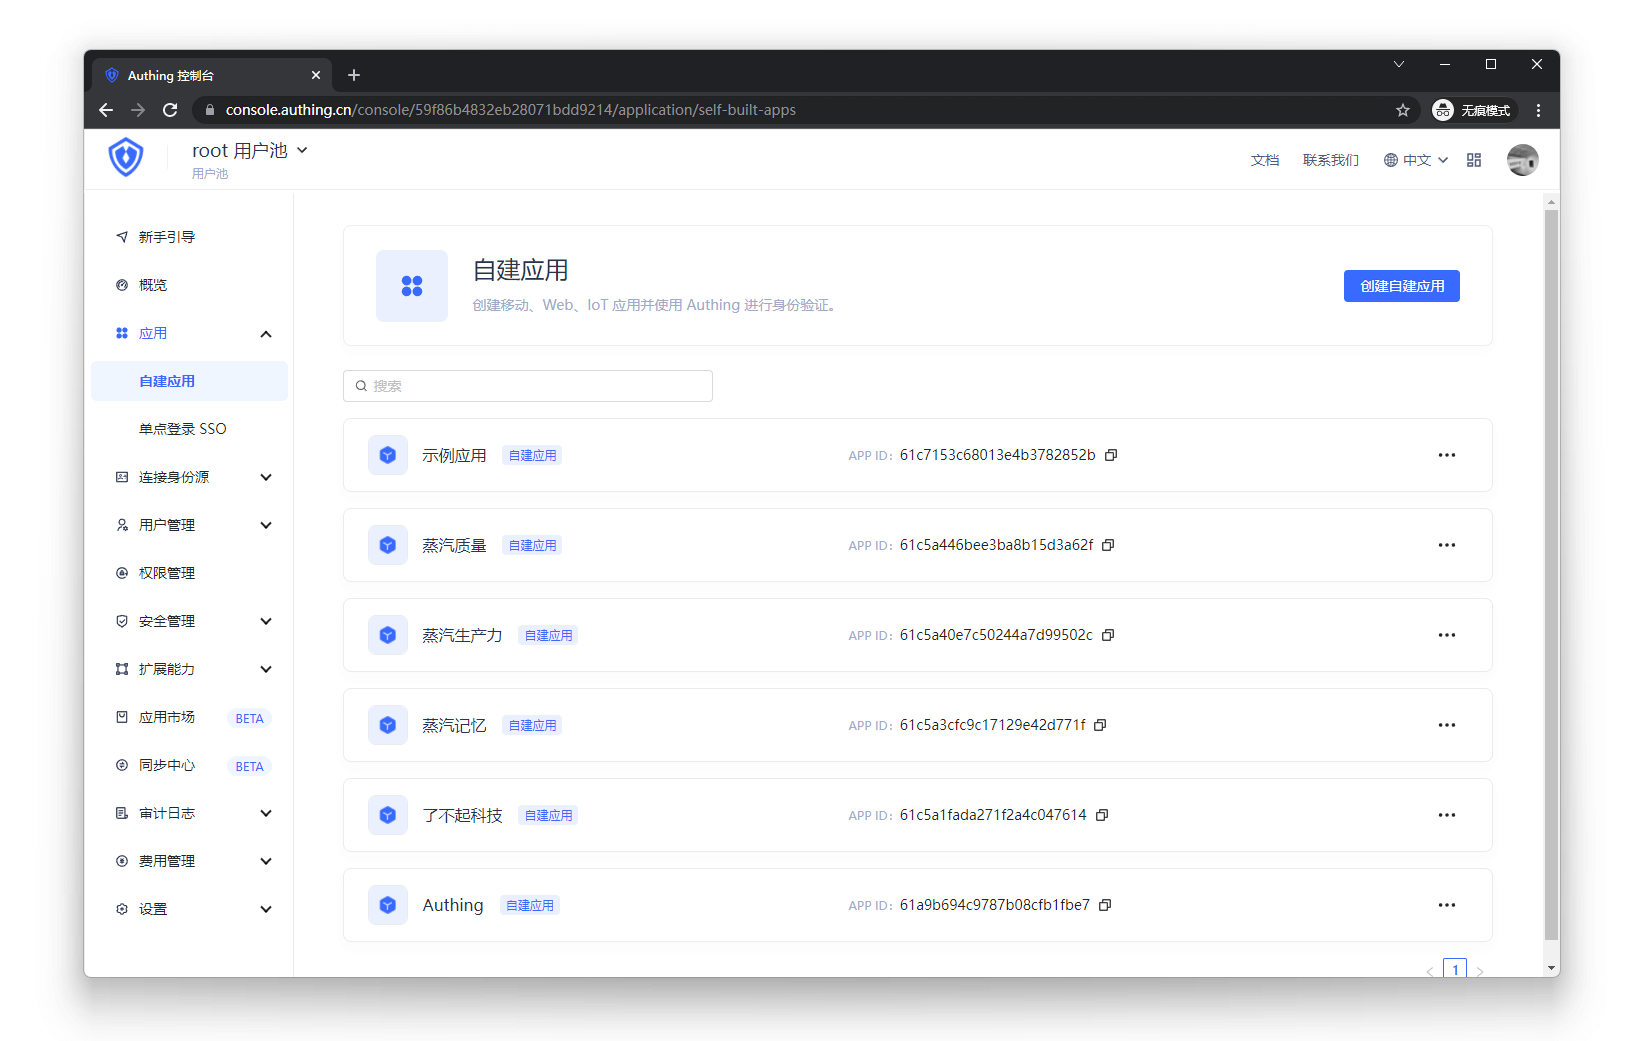 Authing 控制台
console.authing.cn/console/59f86b4832eb28071bdd9214/application/self-built-apps
无痕模式
root 用户池
用户池
文档
联系我们
中文
新手引导
概览
应用
自建应用
单点登录 SSO
连接身份源
用户管理
权限管理
安全管理
扩展能力
应用市场 BETA
同步中心 BETA
审计日志
费用管理
设置
自建应用
创建移动、Web、IoT 应用并使用 Authing 进行身份验证。
创建自建应用
搜索
示例应用 自建应用 APP ID: 61c7153c68013e4b3782852b
蒸汽质量 自建应用 APP ID: 61c5a446bee3ba8b15d3a62f
蒸汽生产力 自建应用 APP ID: 61c5a40e7c50244a7d99502c
蒸汽记忆 自建应用 APP ID: 61c5a3cfc9c17129e42d771f
了不起科技 自建应用 APP ID: 61c5a1fada271f2a4c047614
Authing 自建应用 APP ID: 61a9b694c9787b08cfb1fbe7
1